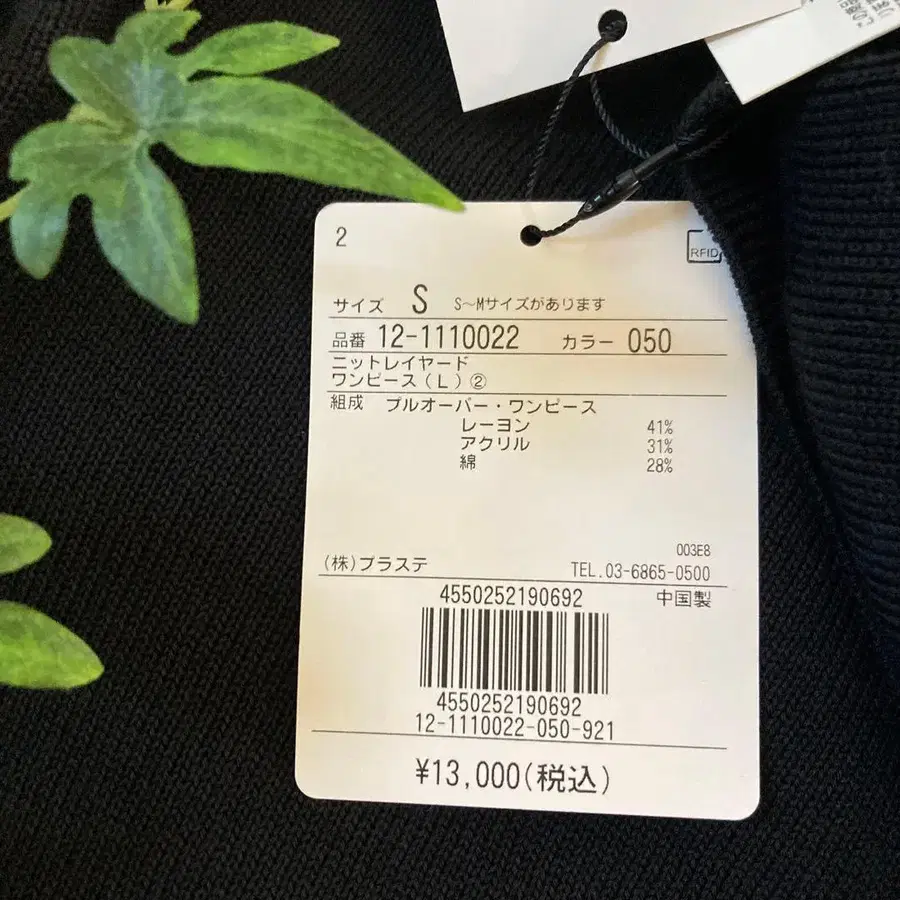 この商品
2
RFID
サイズ S S～Mサイズがあります
品番 12-1110022 カラー 050
ニットレイヤード
ワンピース(L)②
組成 プルオーバー・ワンピース
レーヨン 41%
アクリル 31%
綿 28%
003E8
(株)プラステ TEL.03-6865-0500
4550252190692 中国製
4550252190692
12-1110022-050-921
¥13,000(税込)